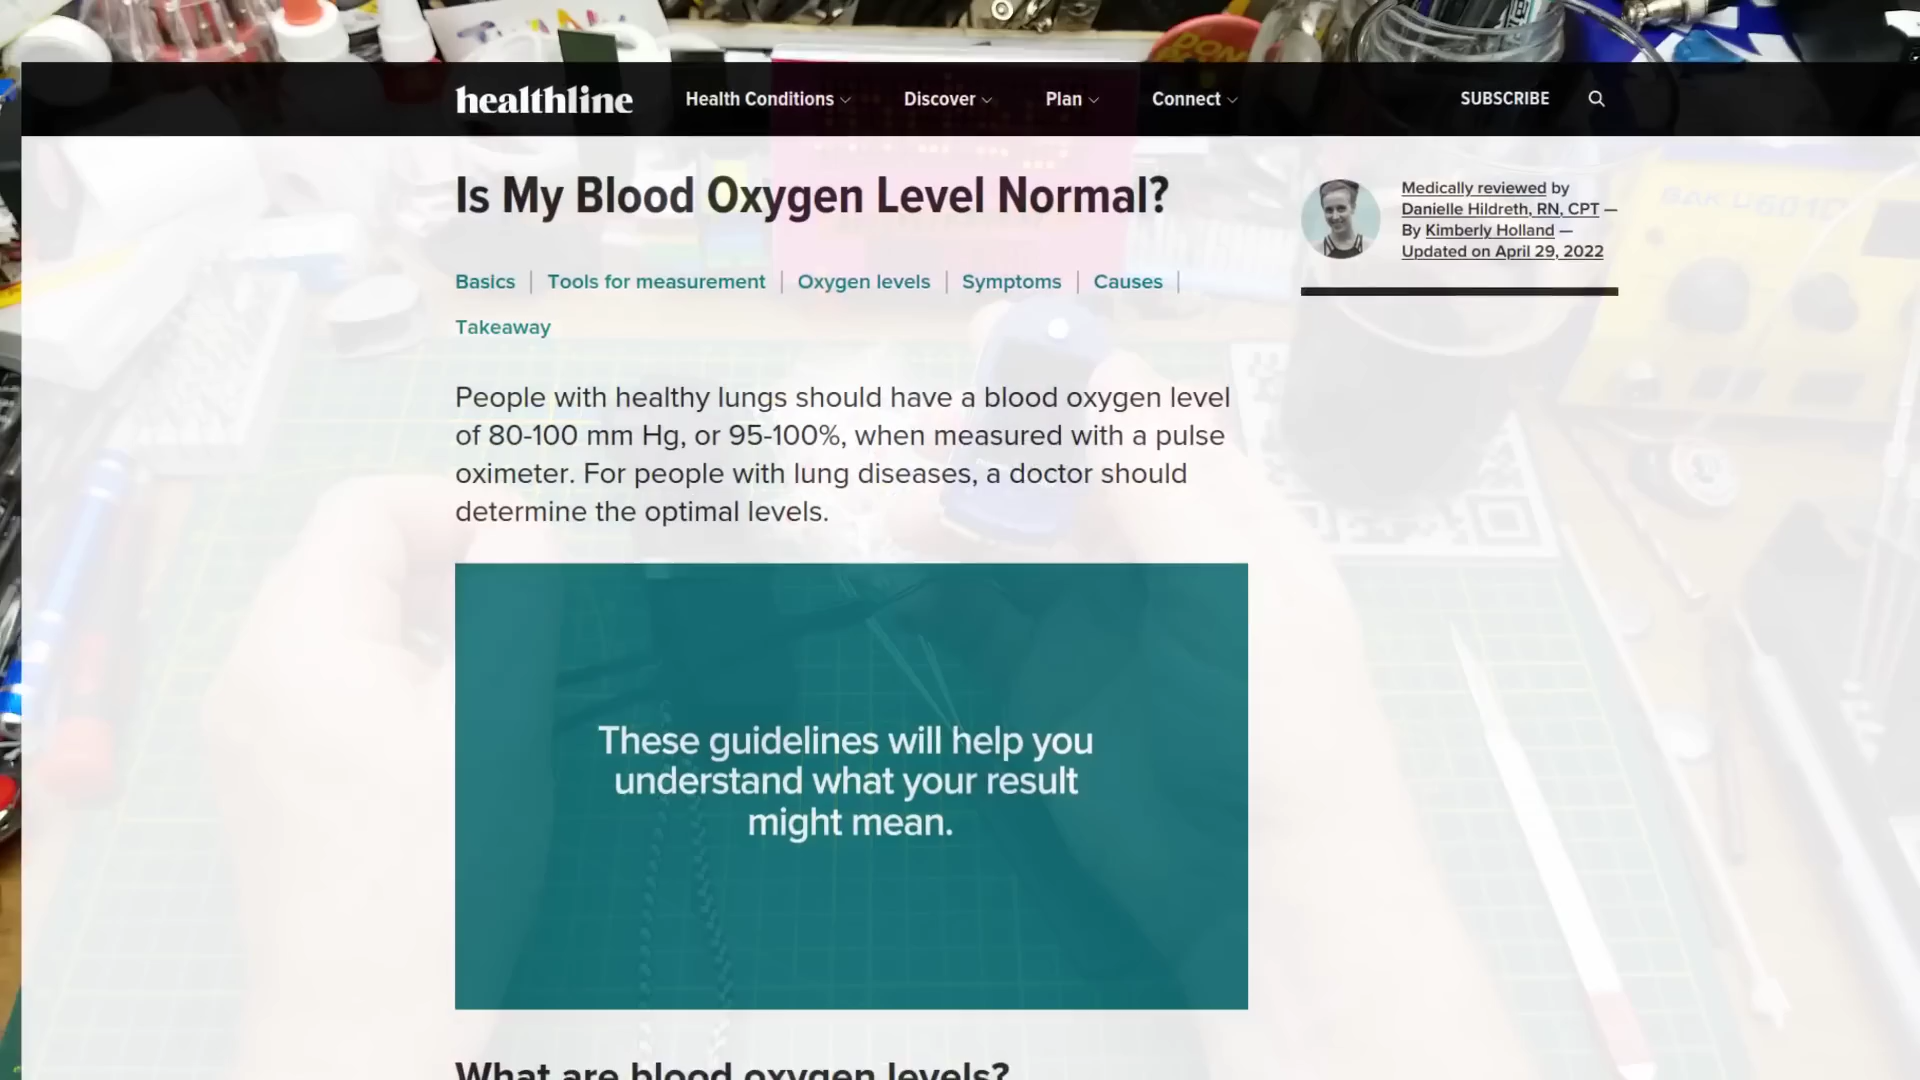 healthline
Health Conditions
Discover
Plan
Connect
SUBSCRIBE
Is My Blood Oxygen Level Normal?
Medically reviewed by
Danielle Hildreth, RN, CPT —
By Kimberly Holland —
Updated on April 29, 2022
Basics | Tools for measurement | Oxygen levels | Symptoms | Causes |
Takeaway
People with healthy lungs should have a blood oxygen level
of 80-100 mm Hg, or 95-100%, when measured with a pulse
oximeter. For people with lung diseases, a doctor should
determine the optimal levels.
These guidelines will help you
understand what your result
might mean.
What are blood oxygen levels?